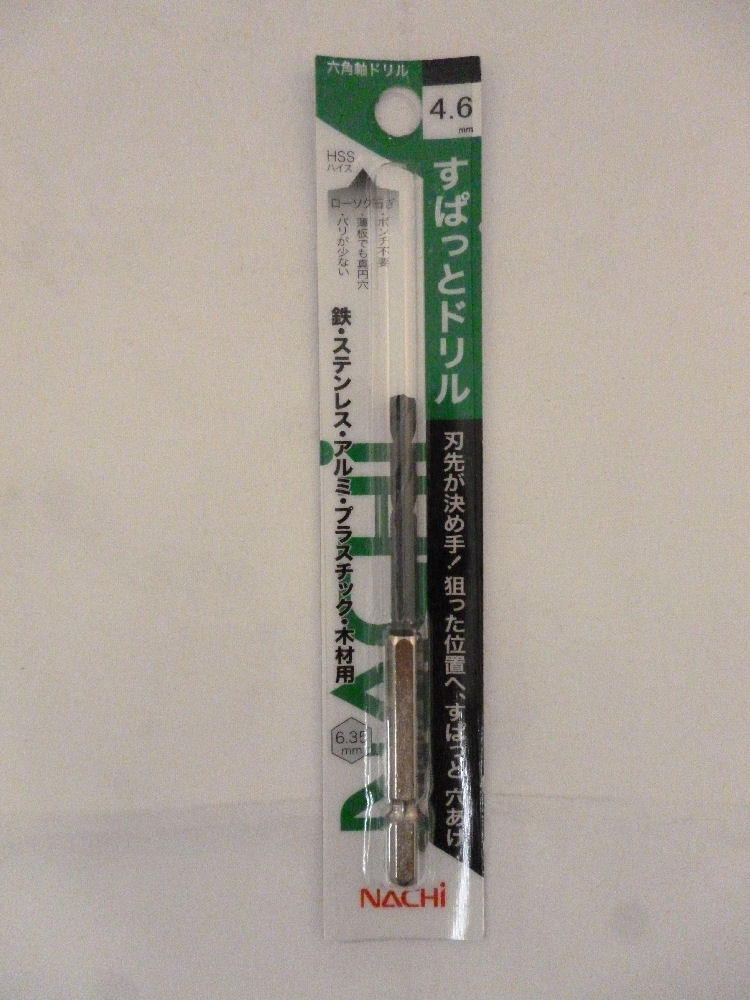 六角軸ドリル
4.6
mm
HSS
ハイス
ローソク研ぎ
・ポンチ不要
・薄板でも真円穴
・バリが少ない
すぱっとドリル
刃先が決め手！狙った位置へ、すぱっと穴あけ
鉄・ステンレス・アルミ・プラスチック・木材用
NACHi
6.35
mm
NACHi